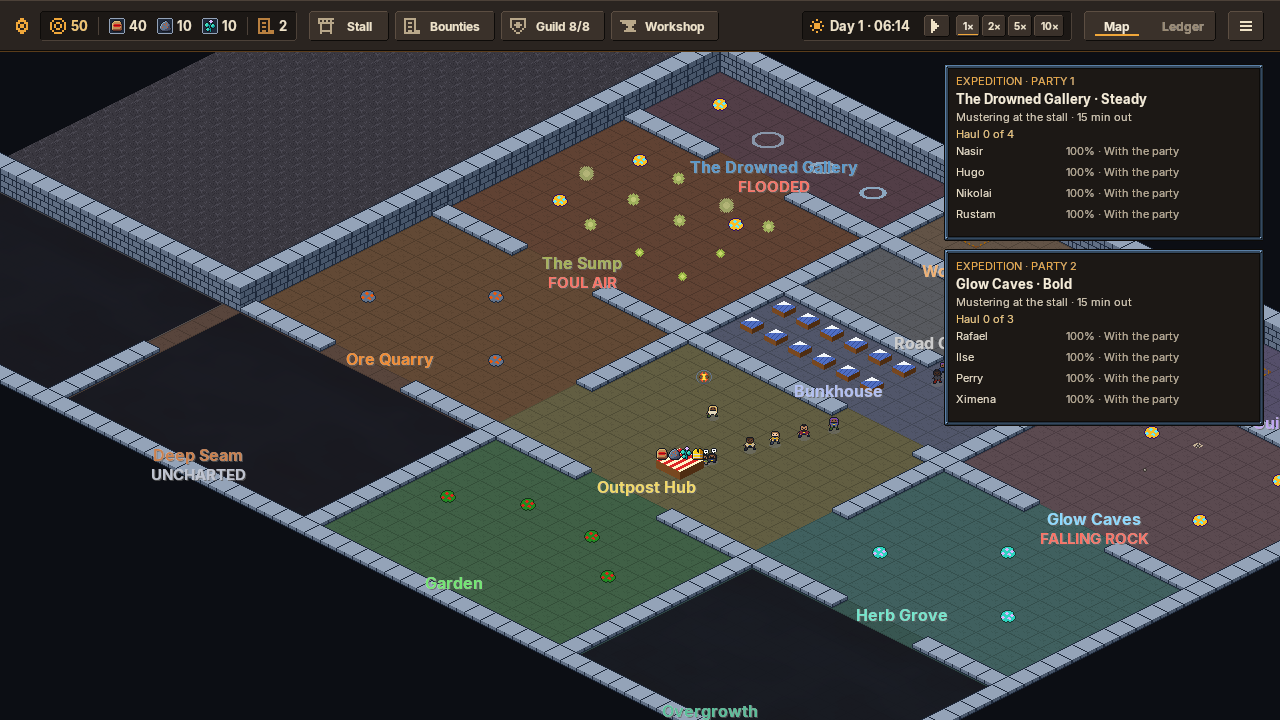 50 40 10 10 2 Stall Bounties Guild 8/8 Workshop Day 1 · 06:14 1× 2× 5× 10× Map Ledger
EXPEDITION · PARTY 1
The Drowned Gallery · Steady
Mustering at the stall · 15 min out
Haul 0 of 4
Nasir 100% · With the party
Hugo 100% · With the party
Nikolai 100% · With the party
Rustam 100% · With the party
EXPEDITION · PARTY 2
Glow Caves · Bold
Mustering at the stall · 15 min out
Haul 0 of 3
Rafael 100% · With the party
Ilse 100% · With the party
Perry 100% · With the party
Ximena 100% · With the party
The Drowned Gallery
FLOODED
The Sump
FOUL AIR
Ore Quarry
Road
Bunkhouse
Deep Seam
UNCHARTED
Outpost Hub
Glow Caves
FALLING ROCK
Garden
Herb Grove
Overgrowth